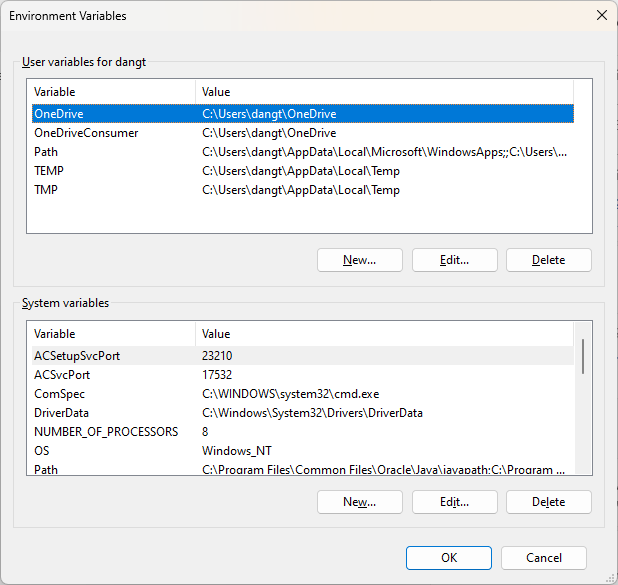 Environment Variables
User variables for dangt
Variable Value
OneDrive C:\Users\dangt\OneDrive
OneDriveConsumer C:\Users\dangt\OneDrive
Path C:\Users\dangt\AppData\Local\Microsoft\WindowsApps;;C:\Users\...
TEMP C:\Users\dangt\AppData\Local\Temp
TMP C:\Users\dangt\AppData\Local\Temp
New... Edit... Delete
System variables
Variable Value
ACSetupSvcPort 23210
ACSvcPort 17532
ComSpec C:\WINDOWS\system32\cmd.exe
DriverData C:\Windows\System32\Drivers\DriverData
NUMBER_OF_PROCESSORS 8
OS Windows_NT
Path C:\Program Files\Common Files\Oracle\Java\javapath;C:\Program ...
New... Edit... Delete
OK Cancel